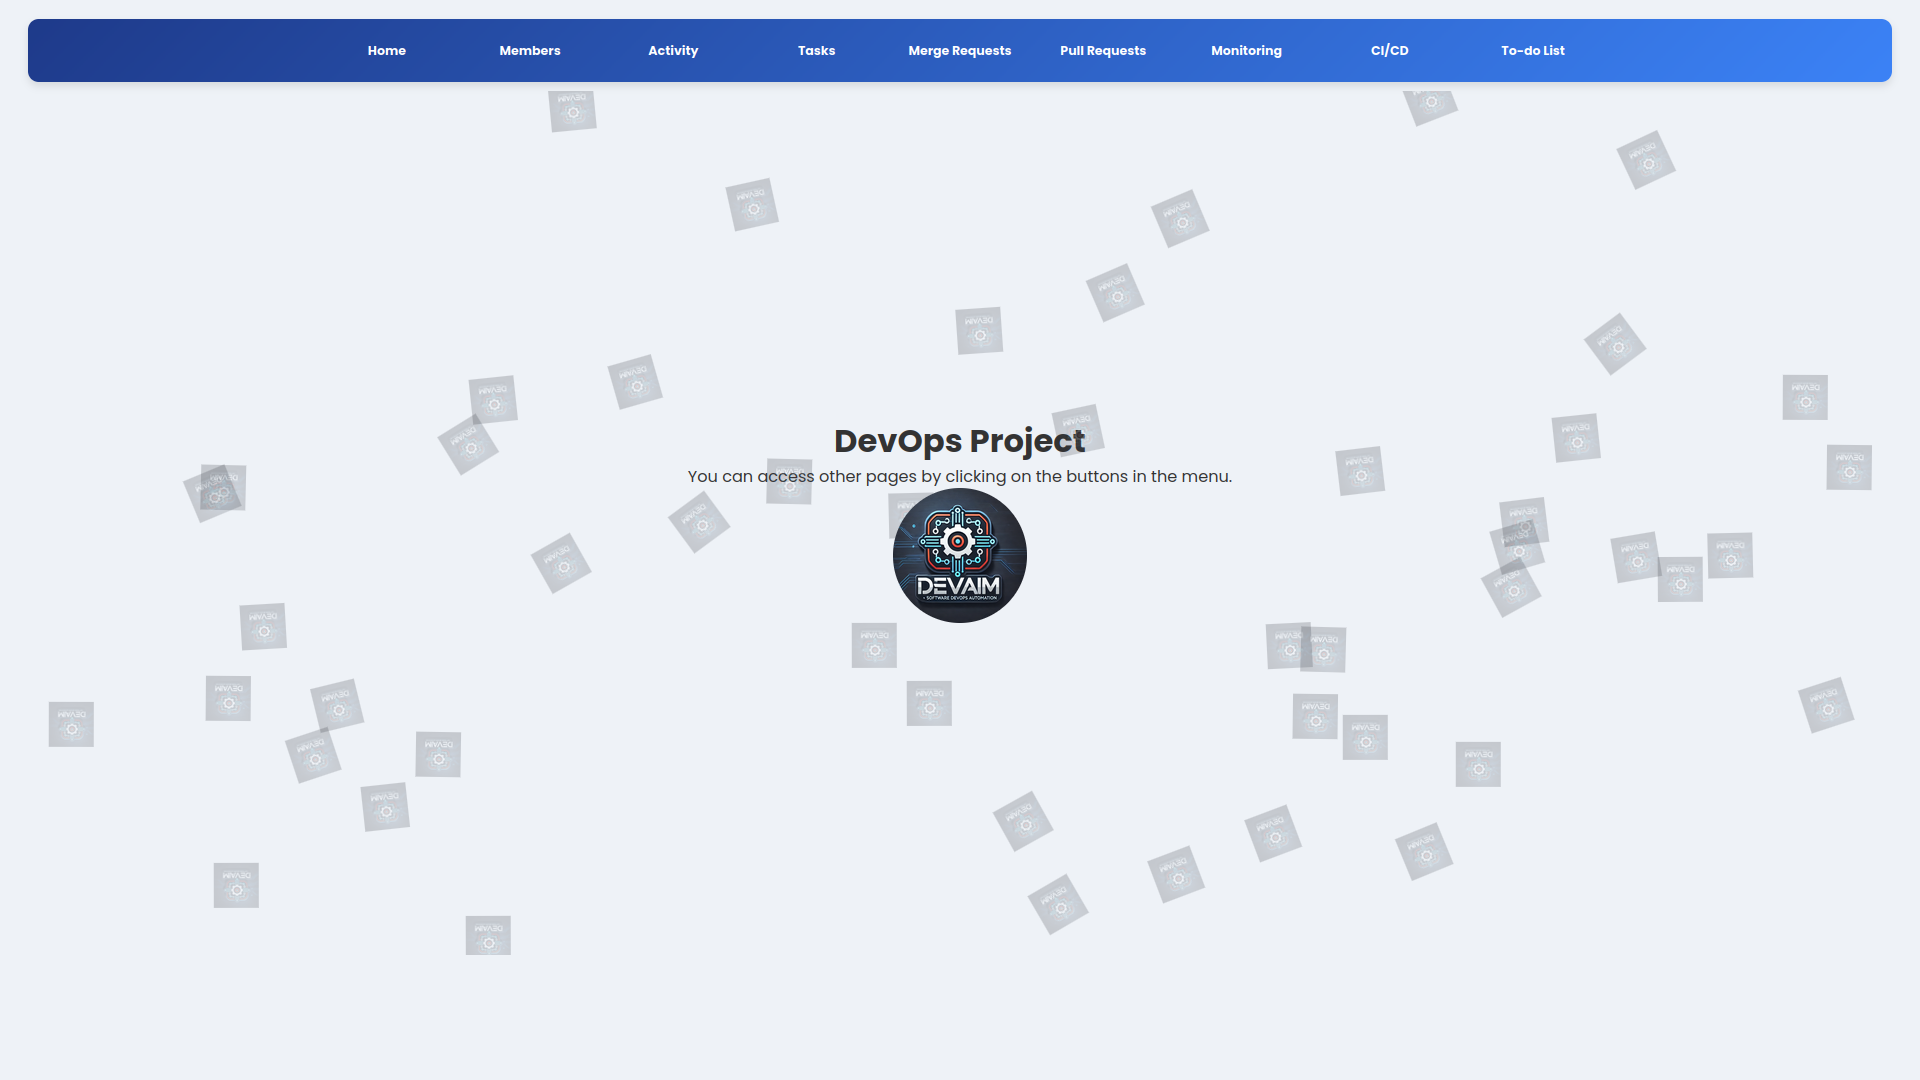 Home
Members
Activity
Tasks
Merge Requests
Pull Requests
Monitoring
CI/CD
To-do List
DevOps Project
You can access other pages by clicking on the buttons in the menu.
DEVAIM
SOFTWARE DEVOPS AUTOMATION